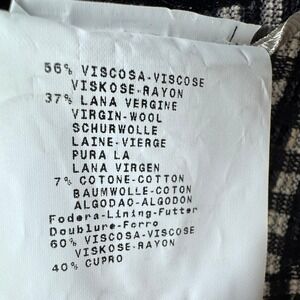 56% VISCOSA-VISCOSE
VISKOSE-RAYON
37% LANA VERGINE
VIRGIN-WOOL
SCHURWOLLE
LAINE-VIERGE
PURA LA
LANA VIRGEN
7% COTONE-COTTON
BAUMWOLLE-COTON
ALGODAO-ALGODON
Fodera-Lining-Futter
Doublure-Forro
60% VISCOSA-VISCOSE
VISKOSE-RAYON
40% CUPRO